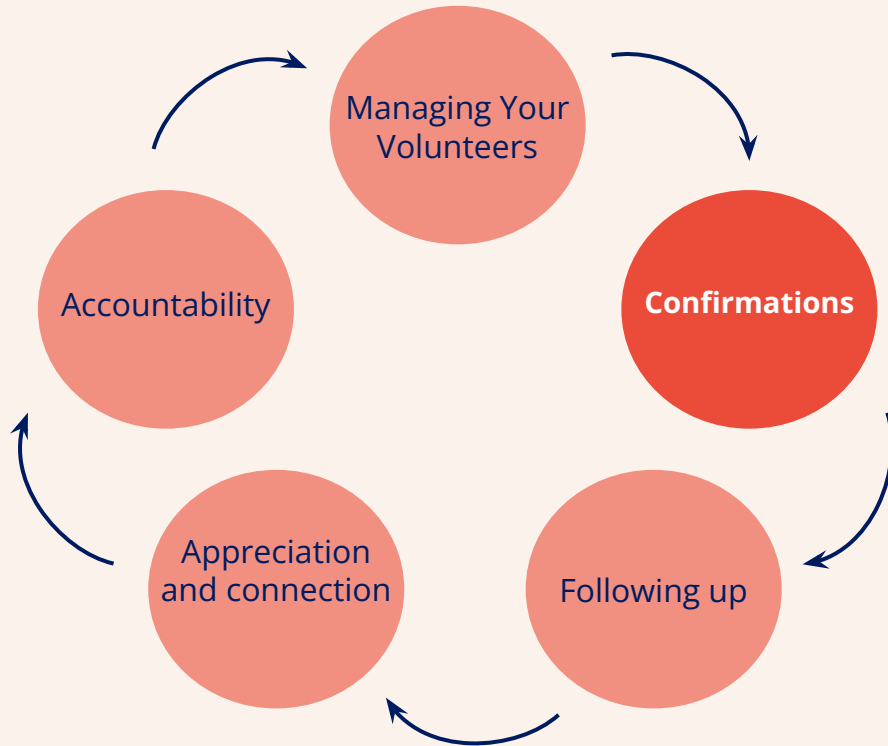 Managing Your
Volunteers
Confirmations
Following up
Appreciation
and connection
Accountability